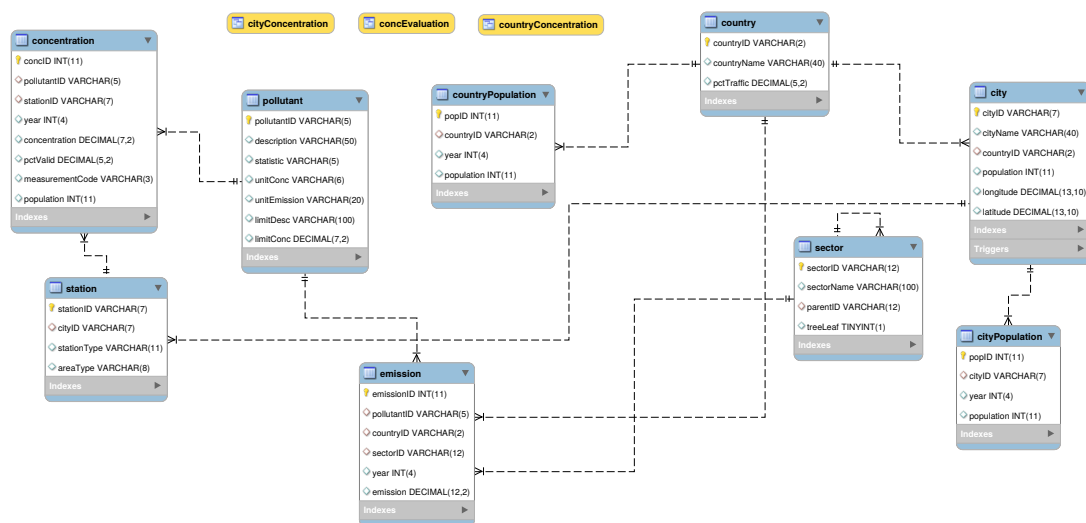 cityConcentration
concEvaluation
countryConcentration
concentration
concID INT(11)
pollutantID VARCHAR(5)
stationID VARCHAR(7)
year INT(4)
concentration DECIMAL(7,2)
pctValid DECIMAL(5,2)
measurementCode VARCHAR(3)
population INT(11)
Indexes
pollutant
pollutantID VARCHAR(5)
description VARCHAR(50)
statistic VARCHAR(5)
unitConc VARCHAR(6)
unitEmission VARCHAR(20)
limitDesc VARCHAR(100)
limitConc DECIMAL(7,2)
Indexes
countryPopulation
popID INT(11)
countryID VARCHAR(2)
year INT(4)
population INT(11)
Indexes
country
countryID VARCHAR(2)
countryName VARCHAR(40)
pctTraffic DECIMAL(5,2)
Indexes
city
cityID VARCHAR(7)
cityName VARCHAR(40)
countryID VARCHAR(2)
population INT(11)
longitude DECIMAL(13,10)
latitude DECIMAL(13,10)
Indexes
Triggers
station
stationID VARCHAR(7)
cityID VARCHAR(7)
stationType VARCHAR(11)
areaType VARCHAR(8)
Indexes
sector
sectorID VARCHAR(12)
sectorName VARCHAR(100)
parentID VARCHAR(12)
treeLeaf TINYINT(1)
Indexes
cityPopulation
popID INT(11)
cityID VARCHAR(7)
year INT(4)
population INT(11)
Indexes
emission
emissionID INT(11)
pollutantID VARCHAR(5)
countryID VARCHAR(2)
sectorID VARCHAR(12)
year INT(4)
emission DECIMAL(12,2)
Indexes